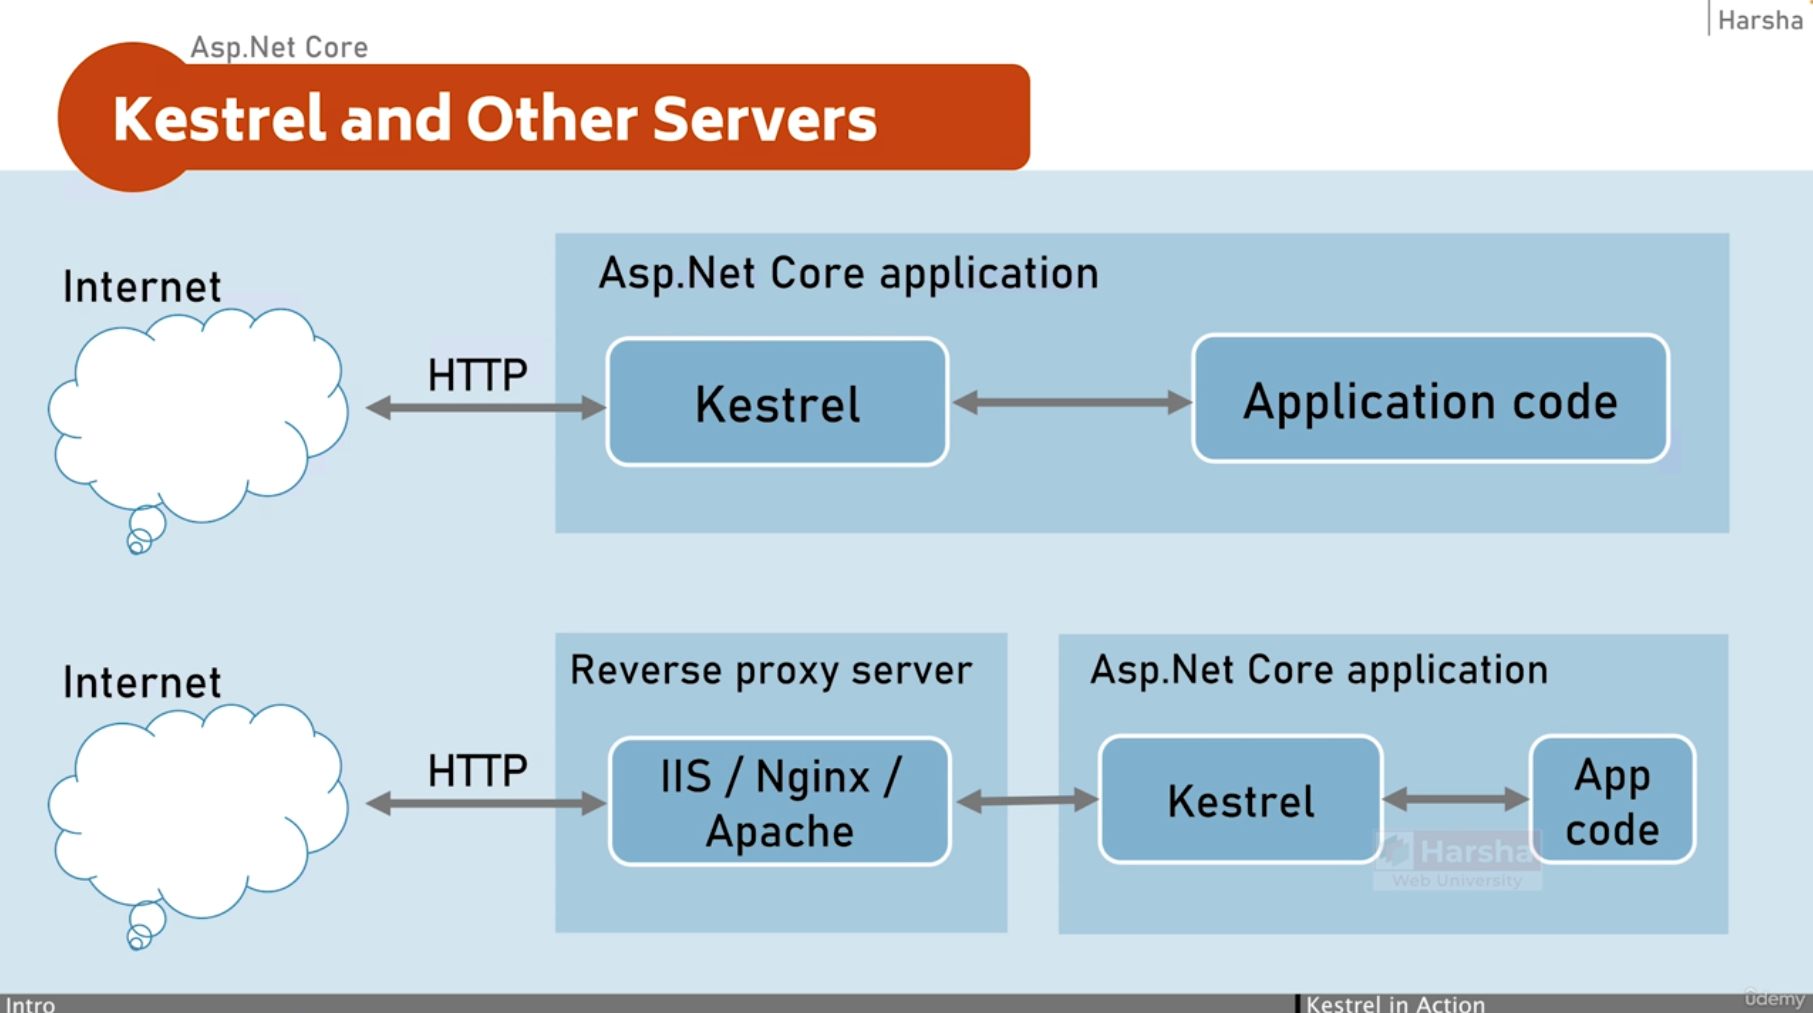 Harsha
Asp.Net Core
Kestrel and Other Servers
Internet
HTTP
Asp.Net Core application
Kestrel
Application code
Internet
HTTP
Reverse proxy server
IIS / Nginx /
Apache
Asp.Net Core application
Kestrel
App
code
Harsha
Web University
Intro
Kestrel in Action
ûdemy